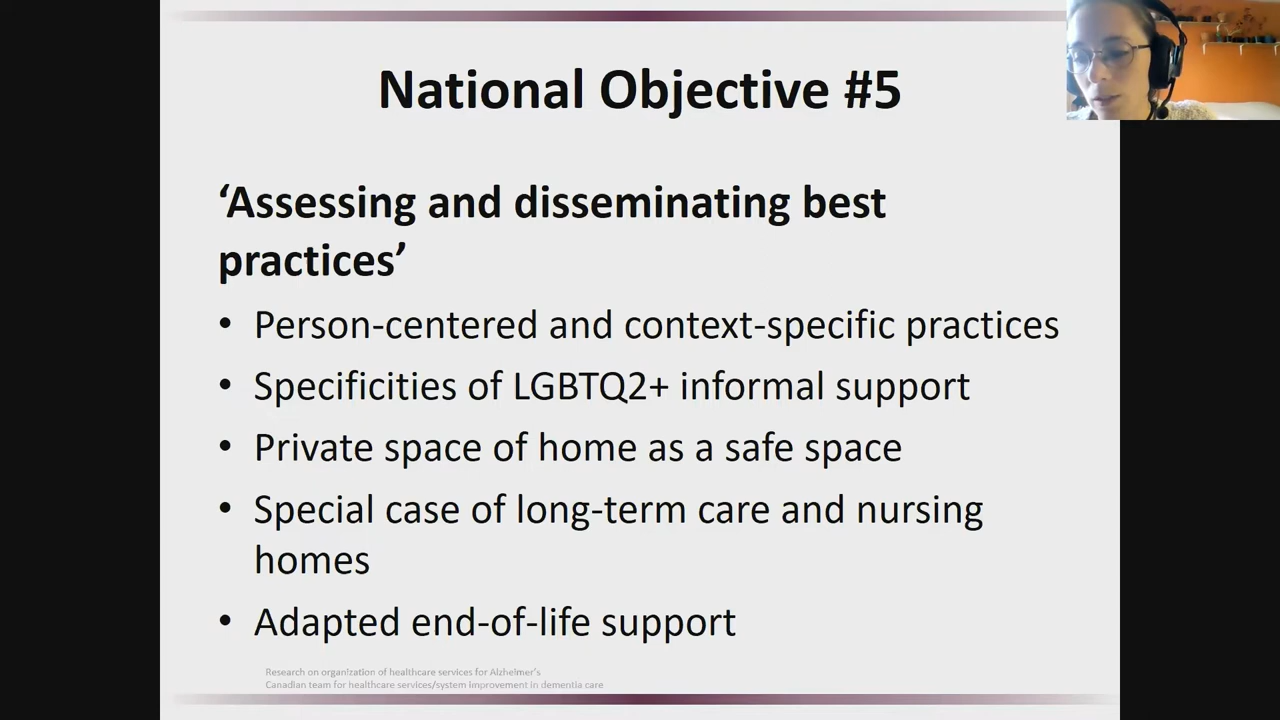 National Objective #5
‘Assessing and disseminating best
practices’
• Person-centered and context-specific practices
• Specificities of LGBTQ2+ informal support
• Private space of home as a safe space
• Special case of long-term care and nursing
homes
• Adapted end-of-life support
Research on organization of healthcare services for Alzheimer's
Canadian team for healthcare services/system improvement in dementia care